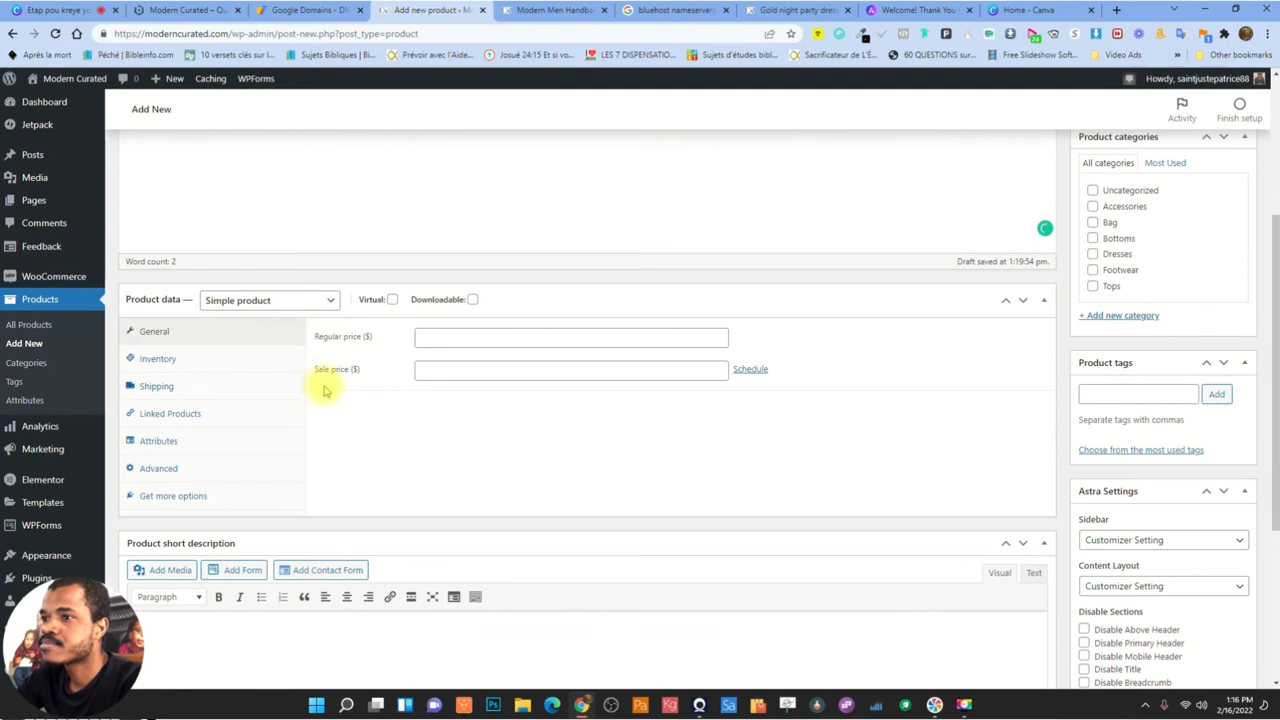 Etap pou kreye yo
Modern Curated – Qu
Google Domains - DN
Add new product ‹ M
Modern Men Handba
bluehost nameservers
Gold night party dress
Welcome! Thank You
Home - Canva
https://moderncurated.com/wp-admin/post-new.php?post_type=product
Après la mort
Péché | Bibleinfo.com
10 versets clés sur l
Sujets Bibliques | Bi
Prévoir avec l'Aide
Josué 24:15 Et si vo
LES 7 DISPENSATIO
Sujets d'études bibl
Sacrificateur de L'É
60 QUESTIONS sur
Free Slideshow Soft
Video Ads
Other bookmarks
Modern Curated
0
New
Caching
WPForms
Howdy, saintjustepatrice88
Dashboard
Jetpack
Posts
Media
Pages
Comments
Feedback
WooCommerce
Products
All Products
Add New
Categories
Tags
Attributes
Analytics
Marketing
Elementor
Templates
WPForms
Appearance
Plugins
Add New
Activity
Finish setup
Word count: 2
Draft saved at 1:19:54 pm.
Product data —
Simple product
Virtual:
Downloadable:
General
Inventory
Shipping
Linked Products
Attributes
Advanced
Get more options
Regular price ($)
Sale price ($)
Schedule
Product short description
Add Media
Add Form
Add Contact Form
Visual
Text
Paragraph
Product categories
All categories
Most Used
Uncategorized
Accessories
Bag
Bottoms
Dresses
Footwear
Tops
+ Add new category
Product tags
Add
Separate tags with commas
Choose from the most used tags
Astra Settings
Sidebar
Customizer Setting
Content Layout
Customizer Setting
Disable Sections
Disable Above Header
Disable Primary Header
Disable Mobile Header
Disable Title
Disable Breadcrumb
1:16 PM
2/16/2022